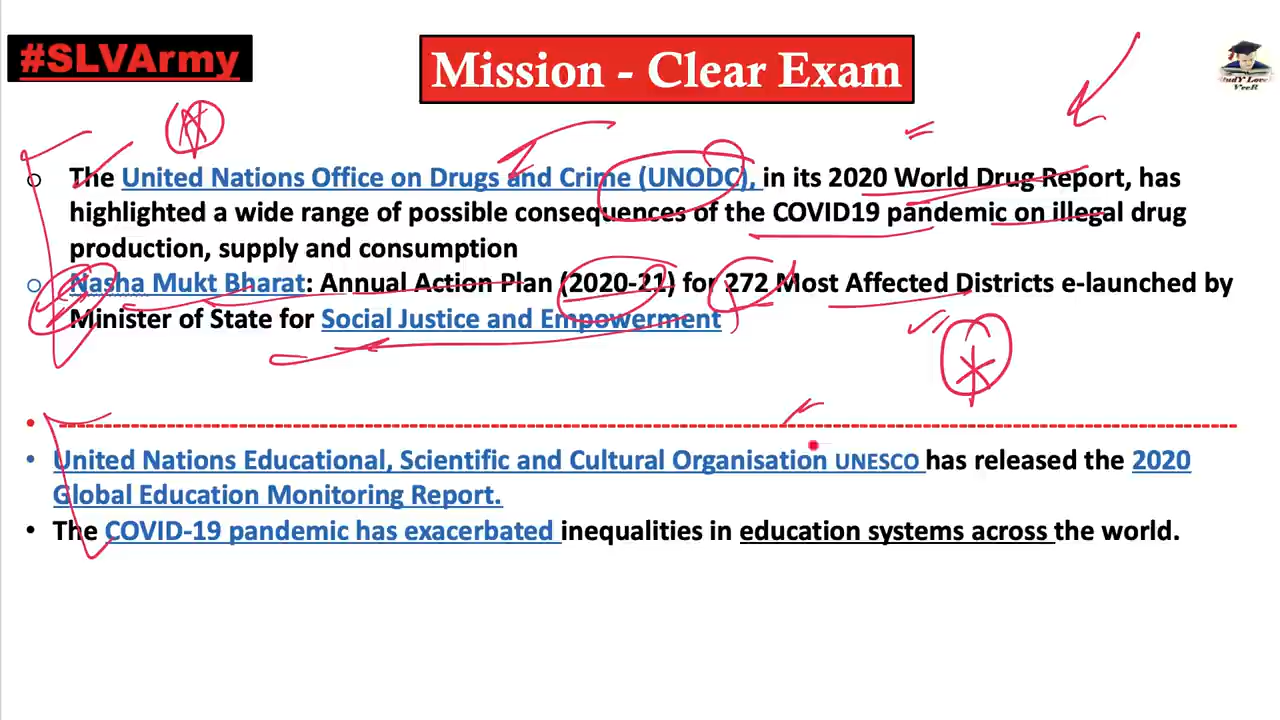 #SLVArmy
Mission - Clear Exam
StudY LoveR
VeeR
The United Nations Office on Drugs and Crime (UNODC), in its 2020 World Drug Report, has
highlighted a wide range of possible consequences of the COVID19 pandemic on illegal drug
production, supply and consumption
Nasha Mukt Bharat: Annual Action Plan (2020-21) for 272 Most Affected Districts e-launched by
Minister of State for Social Justice and Empowerment
United Nations Educational, Scientific and Cultural Organisation UNESCO has released the 2020
Global Education Monitoring Report.
The COVID-19 pandemic has exacerbated inequalities in education systems across the world.